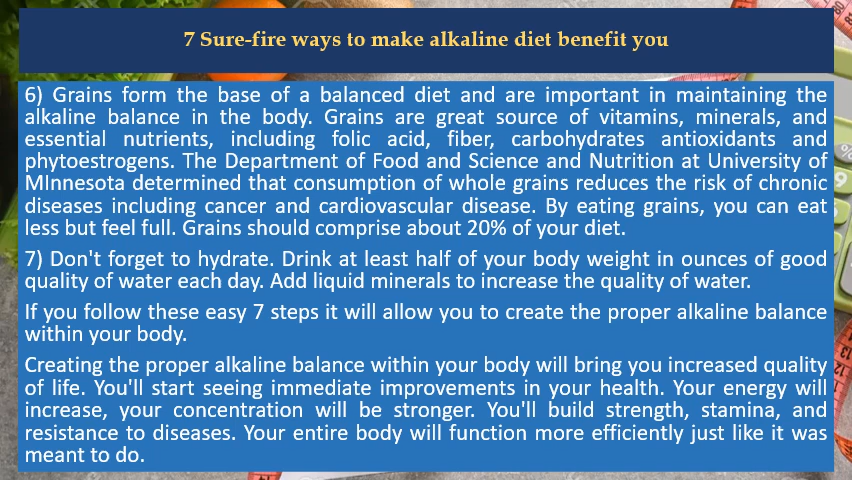 7 Sure-fire ways to make alkaline diet benefit you
6) Grains form the base of a balanced diet and are important in maintaining the
alkaline balance in the body. Grains are great source of vitamins, minerals, and
essential nutrients, including folic acid, fiber, carbohydrates antioxidants and
phytoestrogens. The Department of Food and Science and Nutrition at University of
MInnesota determined that consumption of whole grains reduces the risk of chronic
diseases including cancer and cardiovascular disease. By eating grains, you can eat
less but feel full. Grains should comprise about 20% of your diet.
7) Don't forget to hydrate. Drink at least half of your body weight in ounces of good
quality of water each day. Add liquid minerals to increase the quality of water.
If you follow these easy 7 steps it will allow you to create the proper alkaline balance
within your body.
Creating the proper alkaline balance within your body will bring you increased quality
of life. You'll start seeing immediate improvements in your health. Your energy will
increase, your concentration will be stronger. You'll build strength, stamina, and
resistance to diseases. Your entire body will function more efficiently just like it was
meant to do.